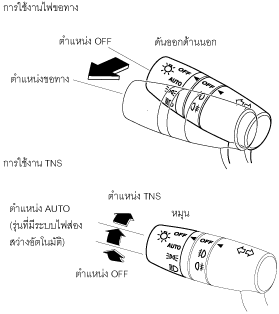 การใช้งานไฟขอทาง
ตำแหน่ง OFF
ดันออกด้านนอก
ตำแหน่งขอทาง
OFF
AUTO
OFF
การใช้งาน TNS
ตำแหน่ง TNS
ตำแหน่ง AUTO
(รุ่นที่มีระบบไฟส่อง
สว่างอัตโนมัติ)
หมุน
ตำแหน่ง OFF
OFF
AUTO
OFF